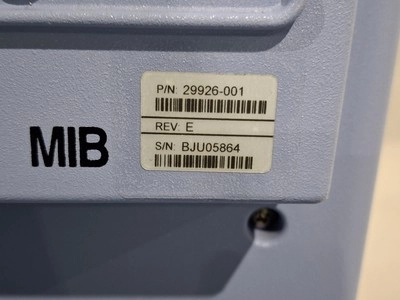 P/N: 29926-001
REV: E
MIB
S/N: BJU05864